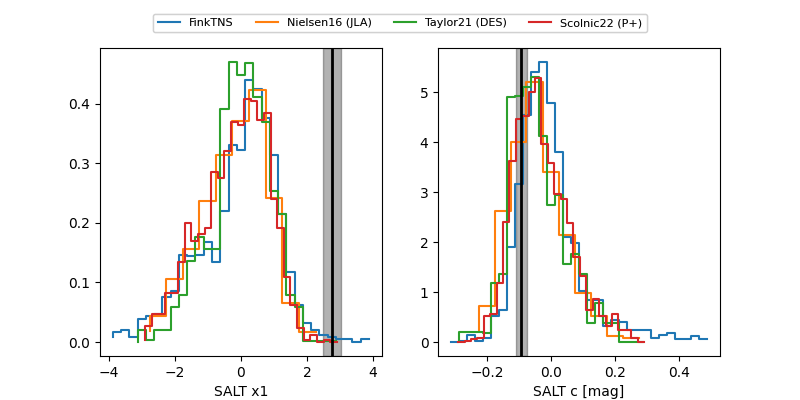 FinkTNS Nielsen16 (JLA) Taylor21 (DES) Scolnic22 (P+)
0.4
0.3
0.2
0.1
0.0
−4 −2 0 2 4
SALT x1
5
4
3
2
1
0
−0.2 0.0 0.2 0.4
SALT c [mag]